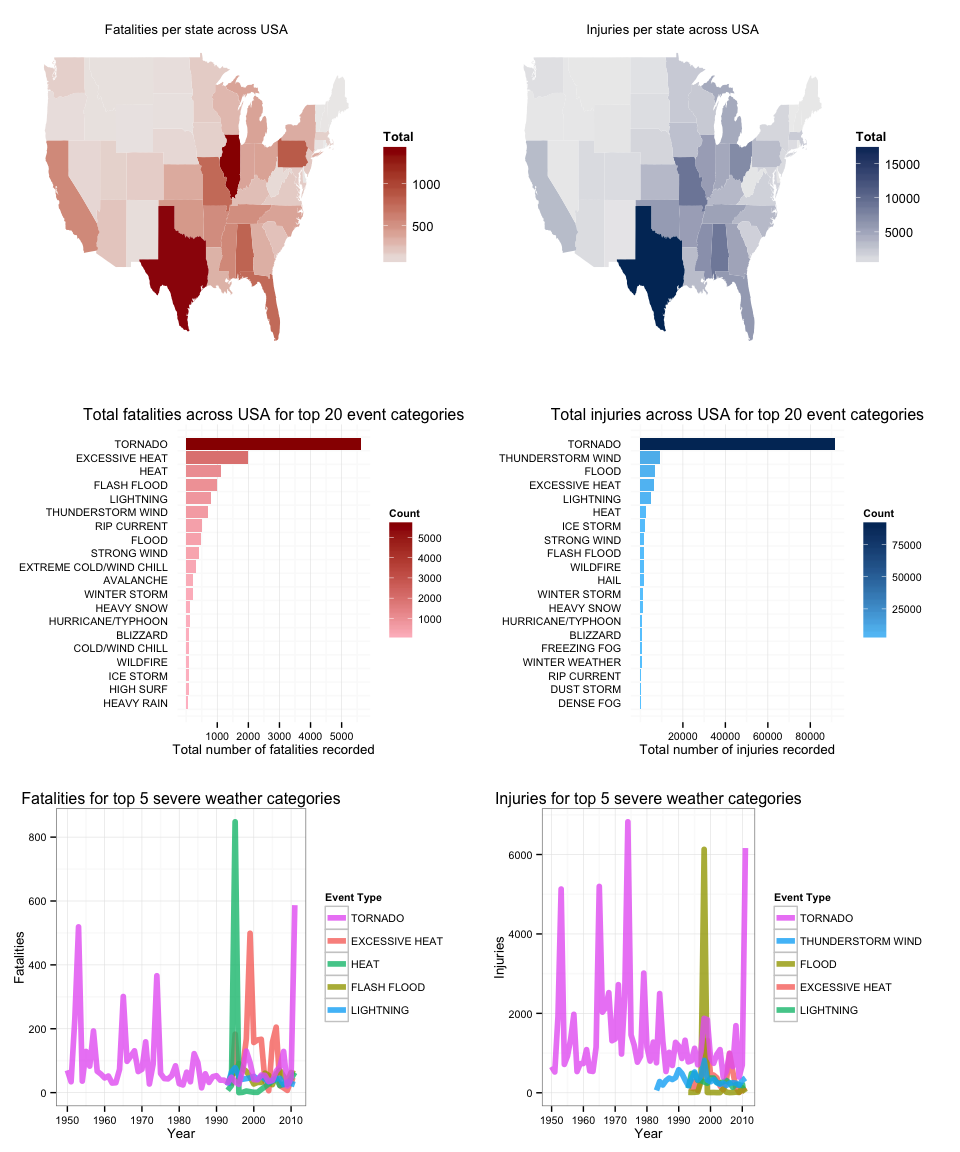 Fatalities per state across USA
Total
1000
500
Injuries per state across USA
Total
15000
10000
5000
Total fatalities across USA for top 20 event categories
TORNADO
EXCESSIVE HEAT
HEAT
FLASH FLOOD
LIGHTNING
THUNDERSTORM WIND
RIP CURRENT
FLOOD
STRONG WIND
EXTREME COLD/WIND CHILL
AVALANCHE
WINTER STORM
HEAVY SNOW
HURRICANE/TYPHOON
BLIZZARD
COLD/WIND CHILL
WILDFIRE
ICE STORM
HIGH SURF
HEAVY RAIN
1000 2000 3000 4000 5000
Total number of fatalities recorded
Count
5000
4000
3000
2000
1000
Total injuries across USA for top 20 event categories
TORNADO
THUNDERSTORM WIND
FLOOD
EXCESSIVE HEAT
LIGHTNING
HEAT
ICE STORM
STRONG WIND
FLASH FLOOD
WILDFIRE
HAIL
WINTER STORM
HEAVY SNOW
HURRICANE/TYPHOON
BLIZZARD
FREEZING FOG
WINTER WEATHER
RIP CURRENT
DUST STORM
DENSE FOG
20000 40000 60000 80000
Total number of injuries recorded
Count
75000
50000
25000
Fatalities for top 5 severe weather categories
Fatalities
800
600
400
200
0
1950 1960 1970 1980 1990 2000 2010
Year
Event Type
TORNADO
EXCESSIVE HEAT
HEAT
FLASH FLOOD
LIGHTNING
Injuries for top 5 severe weather categories
Injuries
6000
4000
2000
0
1950 1960 1970 1980 1990 2000 2010
Year
Event Type
TORNADO
THUNDERSTORM WIND
FLOOD
EXCESSIVE HEAT
LIGHTNING